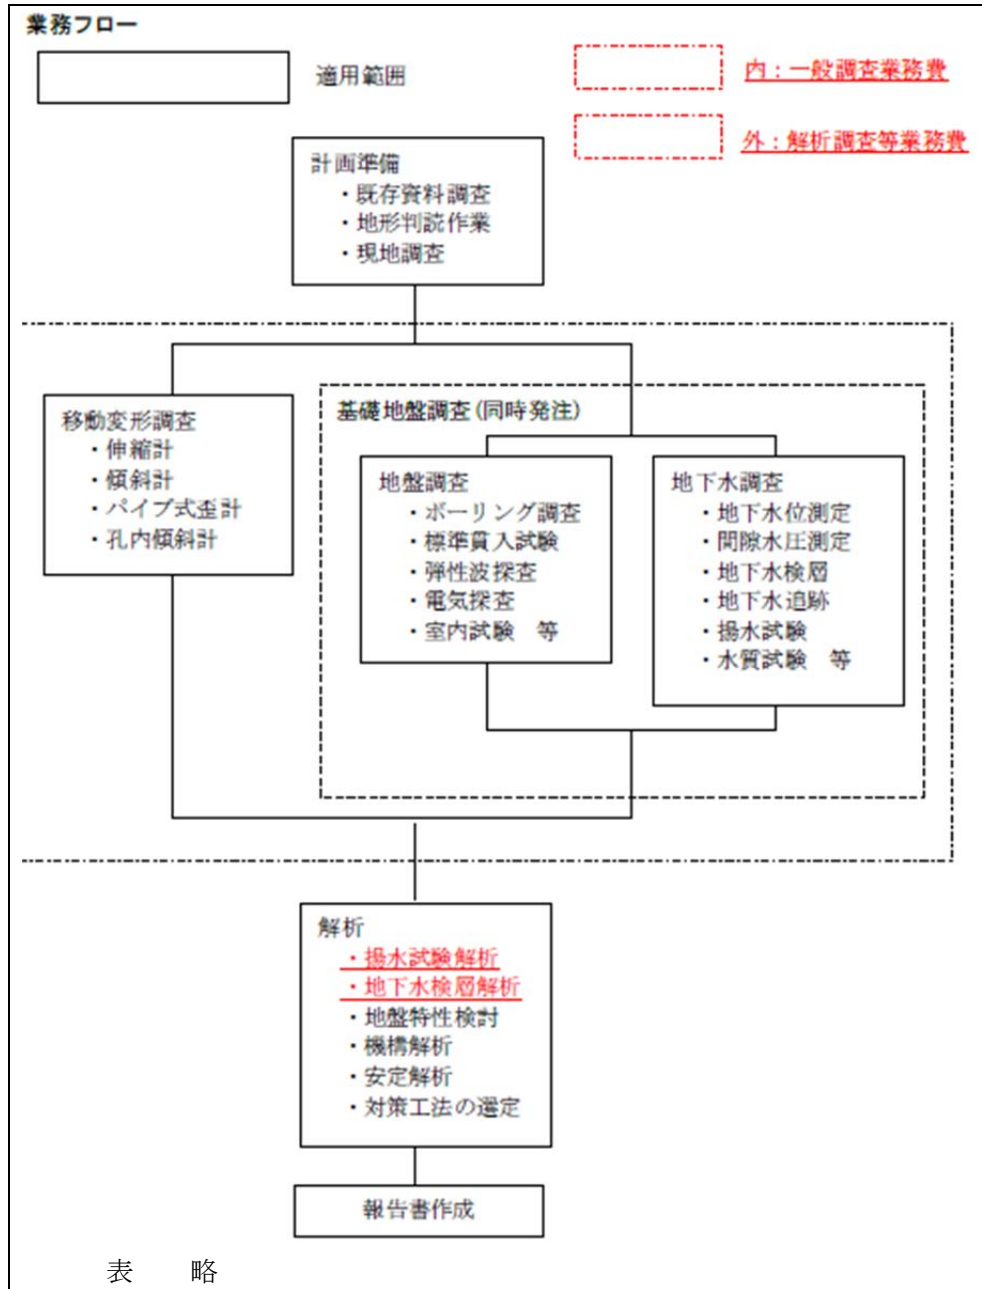 業務フロー
適用範囲
内：一般調査業務費
外：解析調査等業務費
計画準備
・既存資料調査
・地形判読作業
・現地調査
移動変形調査
・伸縮計
・傾斜計
・パイプ式歪計
・孔内傾斜計
基礎地盤調査(同時発注)
地盤調査
・ボーリング調査
・標準貫入試験
・弾性波探査
・電気探査
・室内試験　等
地下水調査
・地下水位測定
・間隙水圧測定
・地下水検層
・地下水追跡
・揚水試験
・水質試験　等
解析
・揚水試験解析
・地下水検層解析
・地盤特性検討
・機構解析
・安定解析
・対策工法の選定
報告書作成
表　　略